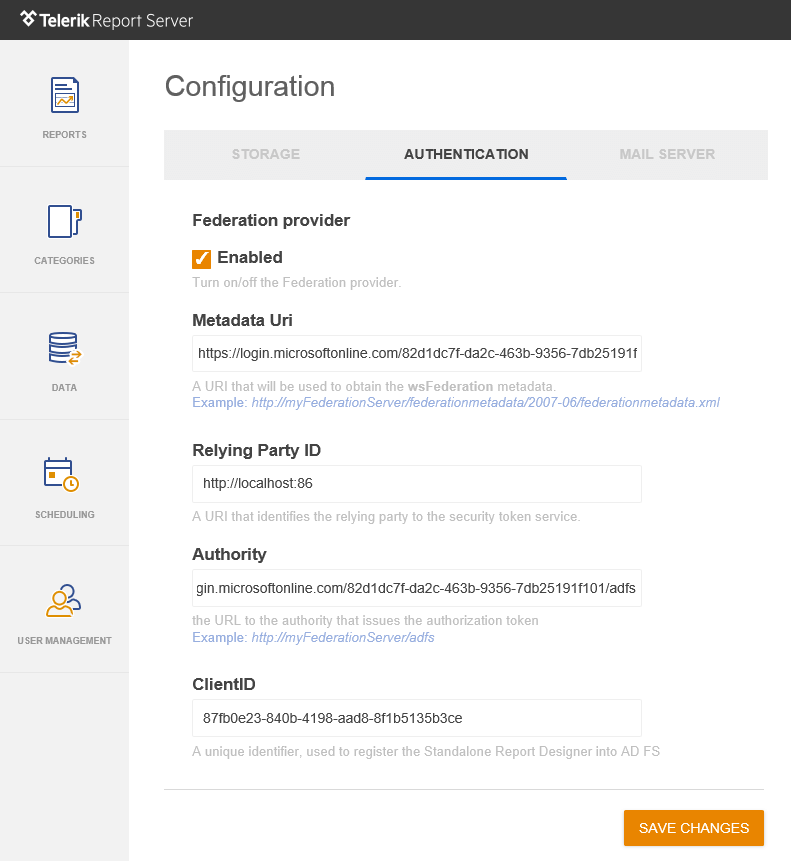 Telerik Report Server
Configuration
REPORTS
CATEGORIES
DATA
SCHEDULING
USER MANAGEMENT
STORAGE AUTHENTICATION MAIL SERVER
Federation provider
Enabled
Turn on/off the Federation provider.
Metadata Uri
https://login.microsoftonline.com/82d1dc7f-da2c-463b-9356-7db25191f
A URI that will be used to obtain the wsFederation metadata.
Example: http://myFederationServer/federationmetadata/2007-06/federationmetadata.xml
Relying Party ID
http://localhost:86
A URI that identifies the relying party to the security token service.
Authority
gin.microsoftonline.com/82d1dc7f-da2c-463b-9356-7db25191f101/adfs
the URL to the authority that issues the authorization token
Example: http://myFederationServer/adfs
ClientID
87fb0e23-840b-4198-aad8-8f1b5135b3ce
A unique identifier, used to register the Standalone Report Designer into AD FS
SAVE CHANGES